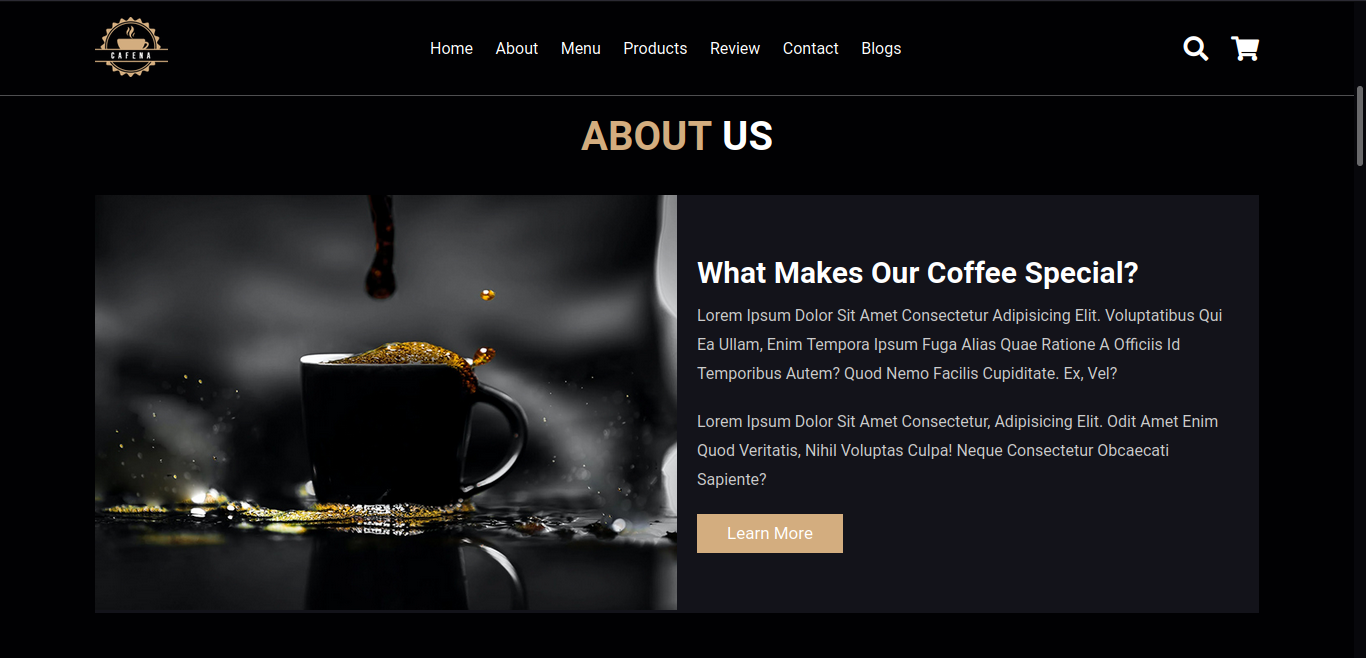 CAFENA
Home About Menu Products Review Contact Blogs
ABOUT US
What Makes Our Coffee Special?
Lorem Ipsum Dolor Sit Amet Consectetur Adipisicing Elit. Voluptatibus Qui
Ea Ullam, Enim Tempora Ipsum Fuga Alias Quae Ratione A Officiis Id
Temporibus Autem? Quod Nemo Facilis Cupiditate. Ex, Vel?
Lorem Ipsum Dolor Sit Amet Consectetur, Adipisicing Elit. Odit Amet Enim
Quod Veritatis, Nihil Voluptas Culpa! Neque Consectetur Obcaecati
Sapiente?
Learn More